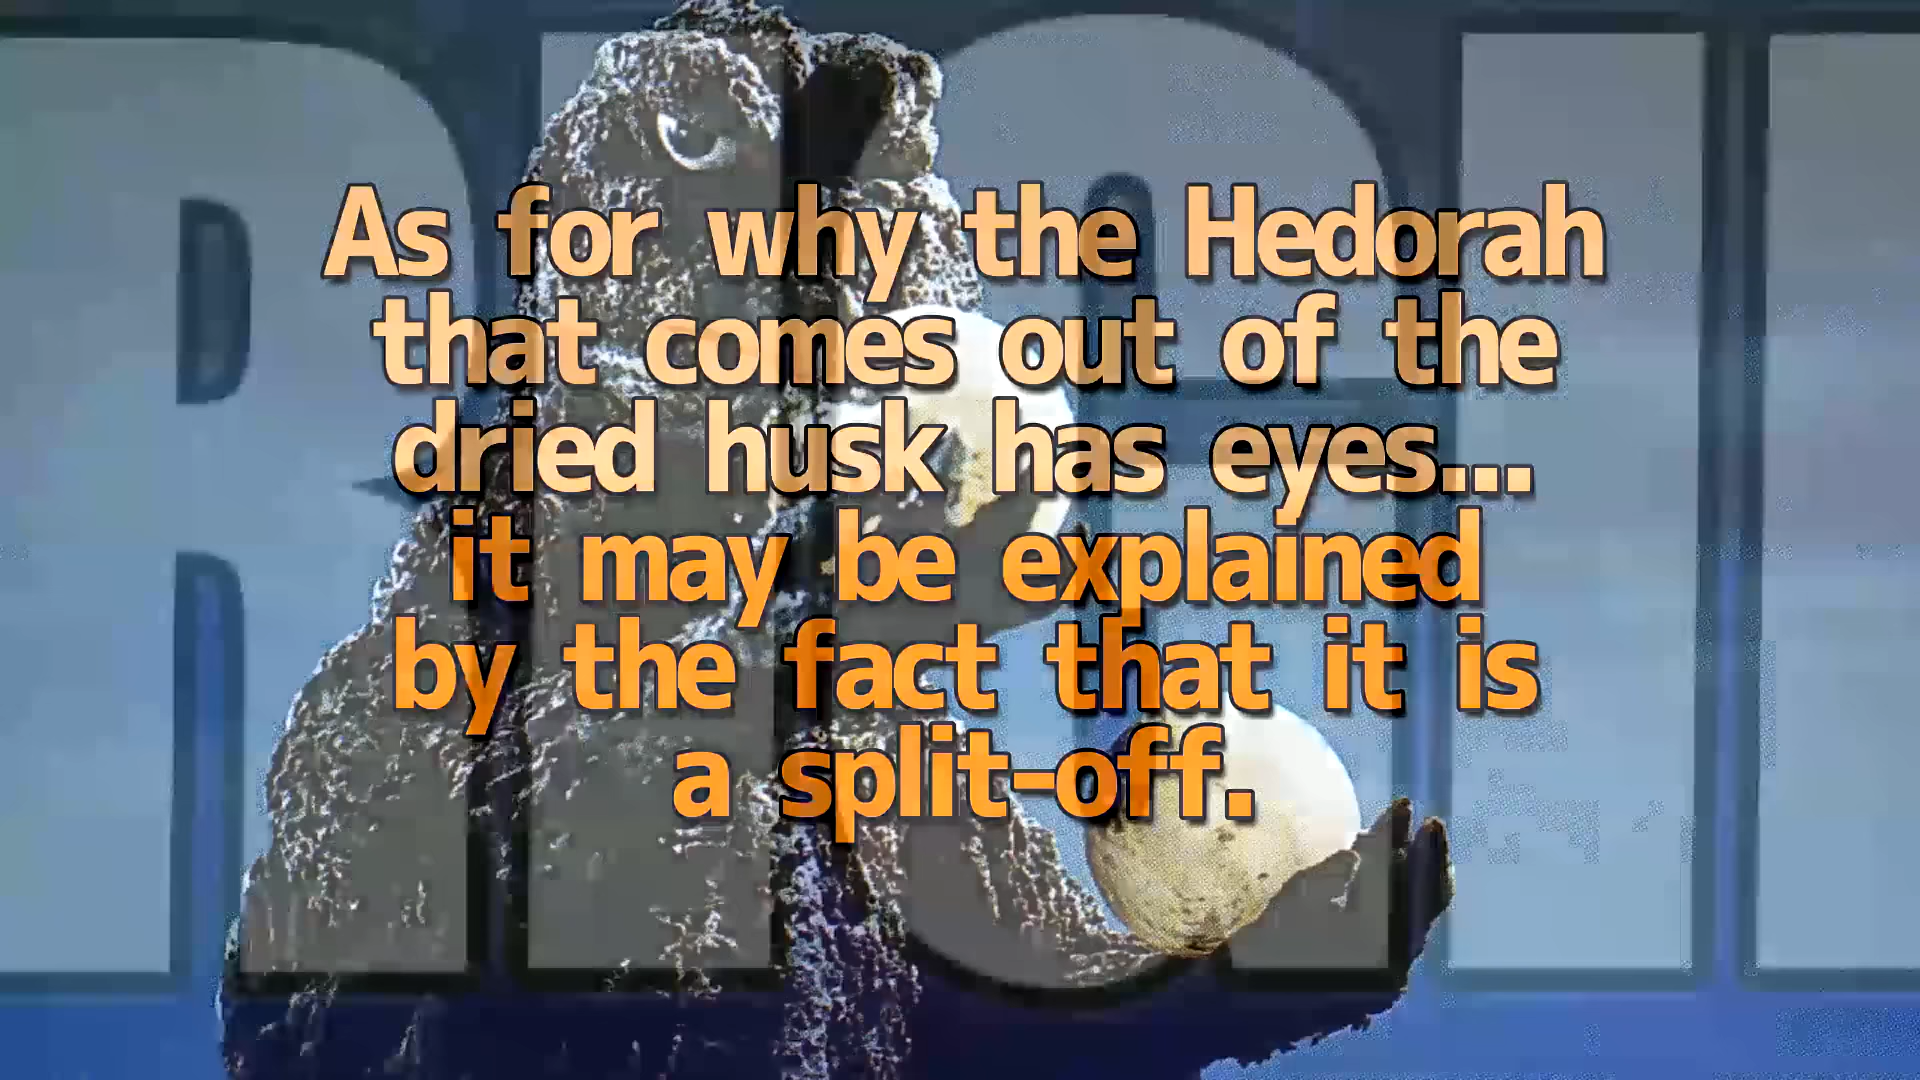 As for why the Hedorah
that comes out of the
dried husk has eyes...
it may be explained
by the fact that it is
a split-off.